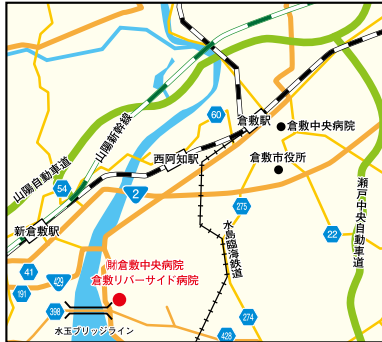 山陽新幹線
山陽自動車道
60
倉敷駅
倉敷中央病院
西阿知駅
倉敷市役所
54
2
275
瀬戸中央自動車道
新倉敷駅
水島臨海鉄道
22
41
429
191
財倉敷中央病院
倉敷リバーサイド病院
398
水玉ブリッジライン
274
428